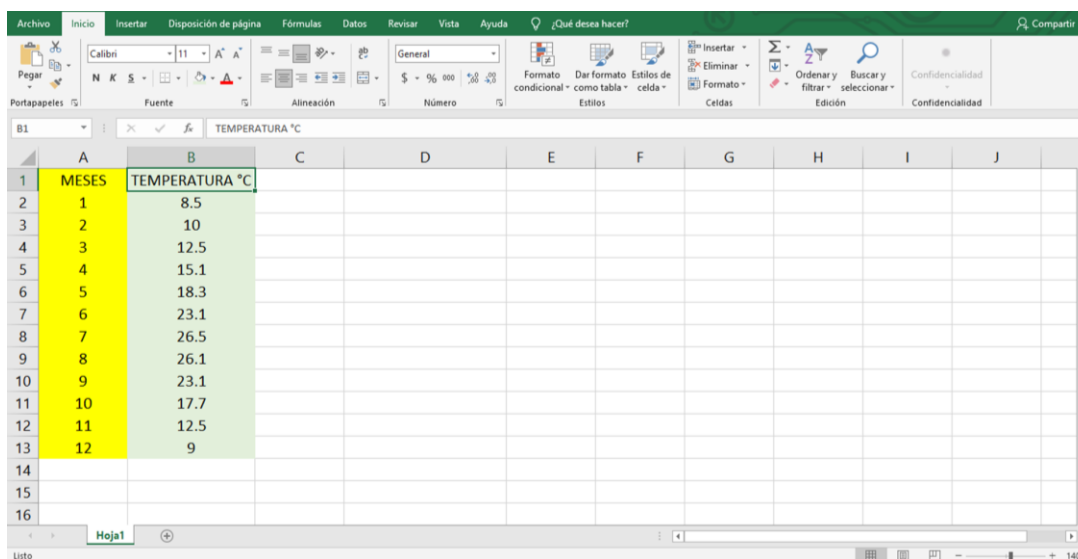 Archivo Inicio Insertar Disposición de página Fórmulas Datos Revisar Vista Ayuda ¿Qué desea hacer? Compartir
Pegar
Calibri 11 A A
N K S A
ab
General
$ % 000
Formato condicional
Dar formato como tabla
Estilos de celda
Insertar
Eliminar
Formato
Ordenar y filtrar
Buscar y seleccionar
Confidencialidad
Portapapeles Fuente Alineación Número Estilos Celdas Edición Confidencialidad
B1 fx TEMPERATURA °C
A B C D E F G H I J
1 MESES TEMPERATURA °C
2 1 8.5
3 2 10
4 3 12.5
5 4 15.1
6 5 18.3
7 6 23.1
8 7 26.5
9 8 26.1
10 9 23.1
11 10 17.7
12 11 12.5
13 12 9
14
15
16
Hoja1
Listo